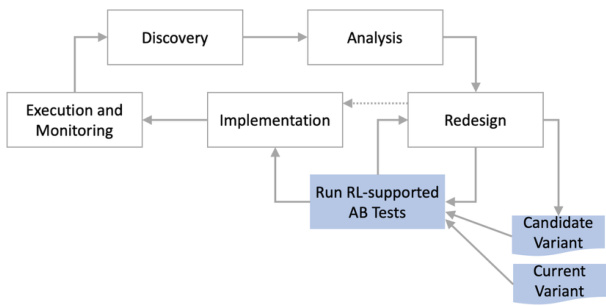 Discovery
Analysis
Execution and
Monitoring
Implementation
Redesign
Run RL-supported
AB Tests
Candidate
Variant
Current
Variant